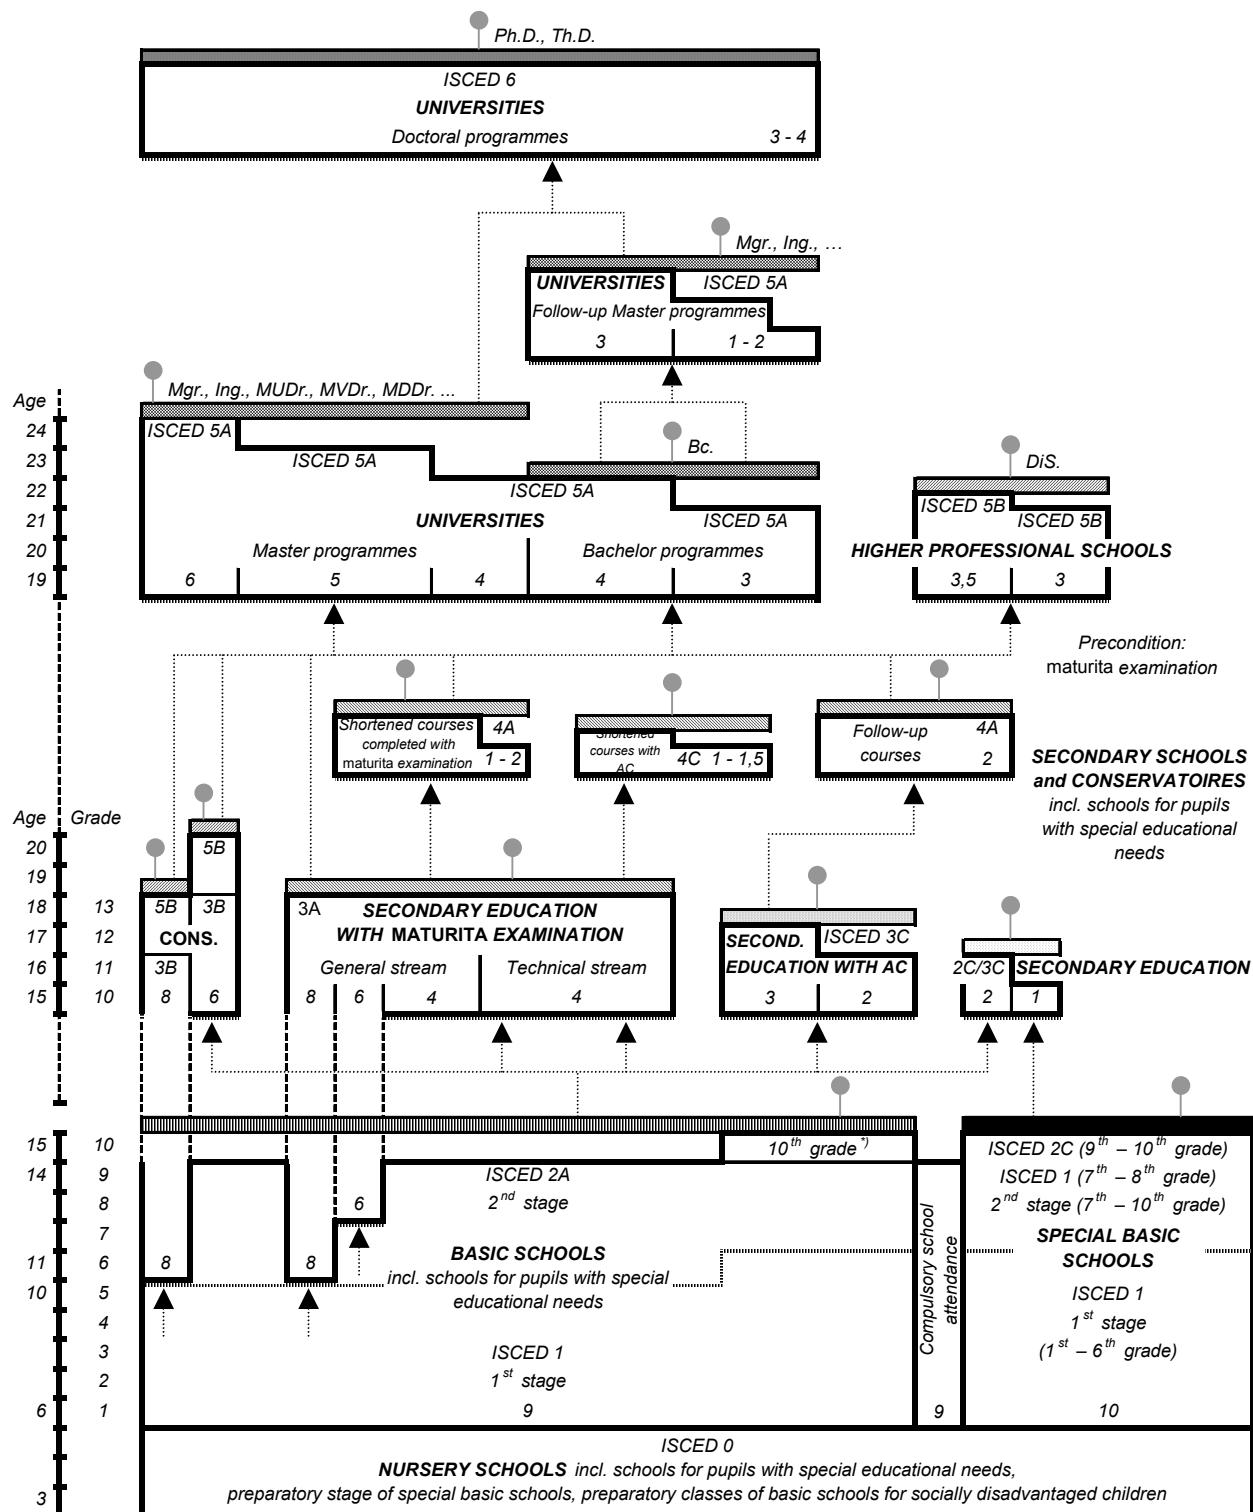 Ph.D., Th.D.
ISCED 6
UNIVERSITIES
Doctoral programmes 3 - 4
Mgr., Ing., …
UNIVERSITIES ISCED 5A
Follow-up Master programmes
3 1 - 2
Mgr., Ing., MUDr., MVDr., MDDr. ...
Age
24 ISCED 5A
23 ISCED 5A Bc.
22 ISCED 5A DiS.
21 UNIVERSITIES ISCED 5A ISCED 5B ISCED 5B
20 Master programmes Bachelor programmes HIGHER PROFESSIONAL SCHOOLS
19 6 5 4 4 3 3,5 3
Precondition:
maturita examination
Shortened courses 4A
completed with
maturita examination 1 - 2
Shortened
courses with
AC 4C 1 - 1,5
Follow-up 4A
courses 2
SECONDARY SCHOOLS
and CONSERVATOIRES
incl. schools for pupils
with special educational
needs
Age Grade
20 5B
19
18 13 5B 3B 3A SECONDARY EDUCATION
17 12 CONS. WITH MATURITA EXAMINATION SECOND. ISCED 3C
16 11 3B General stream Technical stream EDUCATION WITH AC 2C/3C SECONDARY EDUCATION
15 10 8 6 8 6 4 4 3 2 2 1
15 10 10th grade *) ISCED 2C (9th – 10th grade)
14 9 ISCED 2A ISCED 1 (7th – 8th grade)
8 6 2nd stage 2nd stage (7th – 10th grade)
7 SPECIAL BASIC
11 6 8 8 BASIC SCHOOLS SCHOOLS
incl. schools for pupils with special
10 5 educational needs ISCED 1
4 1st stage
3 ISCED 1 (1st – 6th grade)
2 1st stage
Compulsory school
attendance
6 1 9 9 10
ISCED 0
NURSERY SCHOOLS incl. schools for pupils with special educational needs,
3 preparatory stage of special basic schools, preparatory classes of basic schools for socially disadvantaged children